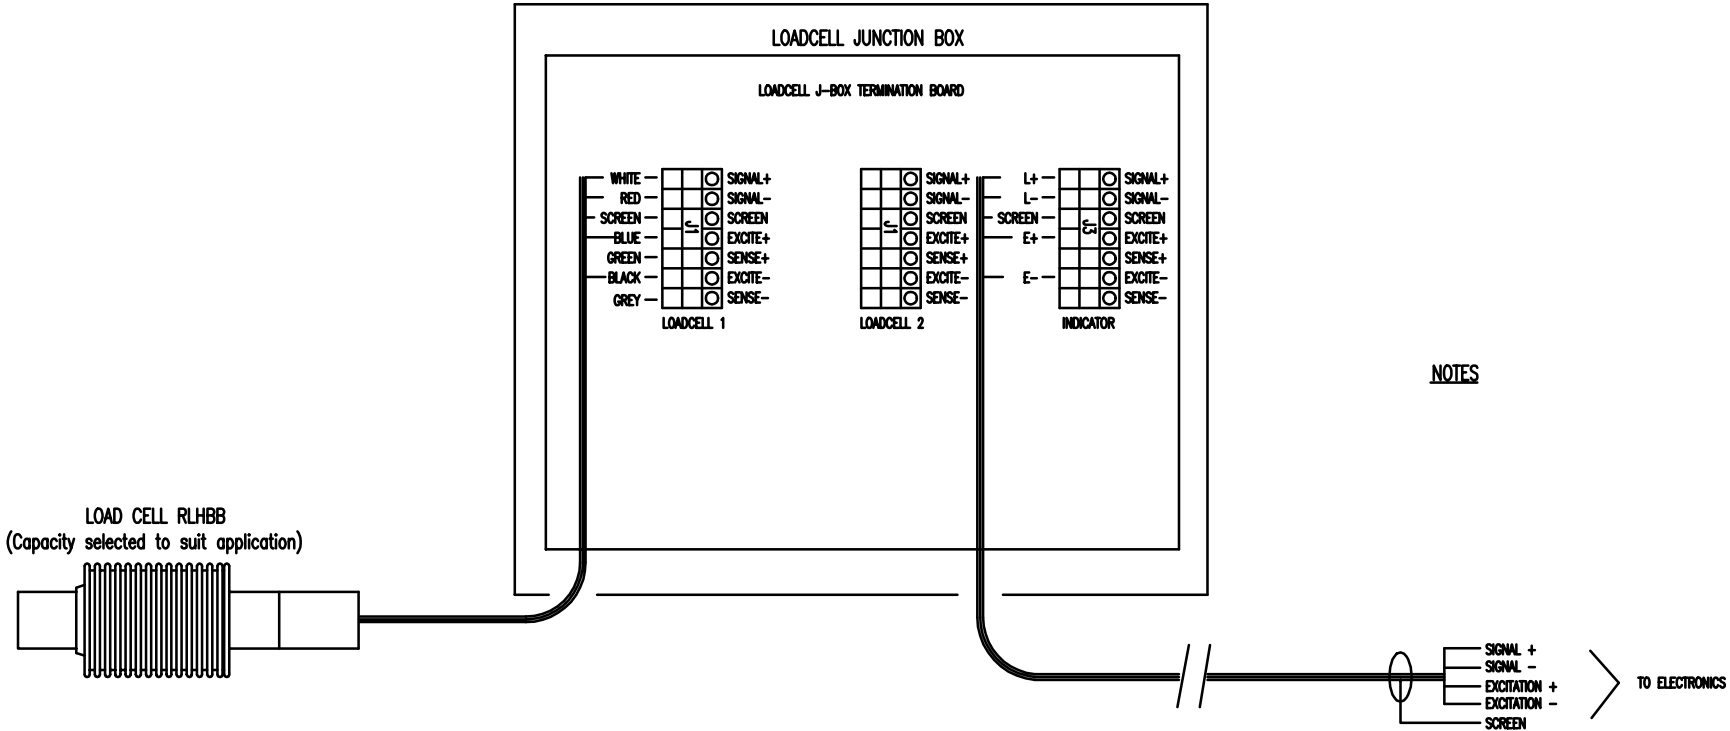 LOADCELL JUNCTION BOX
LOADCELL J-BOX TERMINATION BOARD
WHITE
RED
SCREEN
BLUE
GREEN
BLACK
GREY
J1
SIGNAL+
SIGNAL-
SCREEN
EXCITE+
SENSE+
EXCITE-
SENSE-
LOADCELL 1
J1
SIGNAL+
SIGNAL-
SCREEN
EXCITE+
SENSE+
EXCITE-
SENSE-
LOADCELL 2
L+
L-
SCREEN
E+
E-
J3
SIGNAL+
SIGNAL-
SCREEN
EXCITE+
SENSE+
EXCITE-
SENSE-
INDICATOR
NOTES
LOAD CELL RLHBB
(Capacity selected to suit application)
SIGNAL +
SIGNAL -
EXCITATION +
EXCITATION -
SCREEN
TO ELECTRONICS